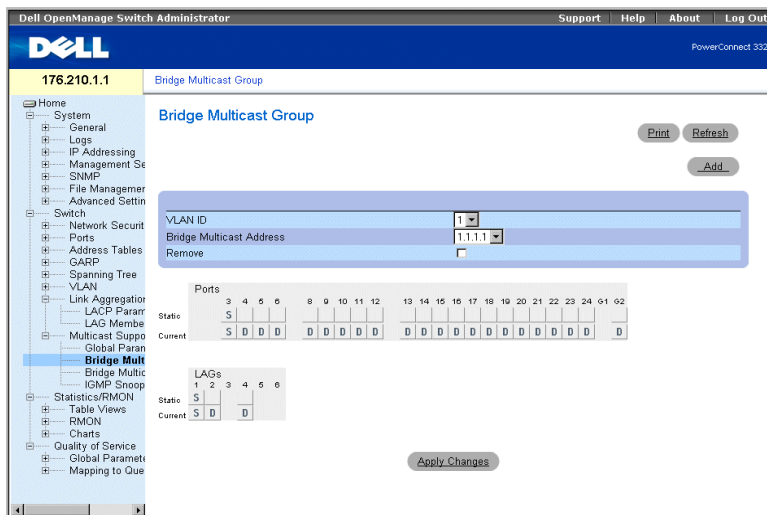 Dell OpenManage Switch Administrator
Support | Help | About | Log Out
DELL
PowerConnect 332
176.210.1.1
Bridge Multicast Group
Home
System
General
Logs
IP Addressing
Management Se
SNMP
File Managemer
Advanced Settin
Switch
Network Securit
Ports
Address Tables
GARP
Spanning Tree
VLAN
Link Aggregation
LACP Param
LAG Membe
Multicast Suppo
Global Paran
Bridge Mult
Bridge Multic
IGMP Snoop
Statistics/RMON
Table Views
RMON
Charts
Quality of Service
Global Paramete
Mapping to Que
Bridge Multicast Group
Print Refresh
Add
VLAN ID 1
Bridge Multicast Address 1.1.1.1
Remove
Ports
3 4 5 6 8 9 10 11 12 13 14 15 16 17 18 19 20 21 22 23 24 G1 G2
Static S
Current S D D D D D D D D D D D D D D D D D D D D D
LAGs
1 2 3 4 5 6
Static S
Current S D D
Apply Changes